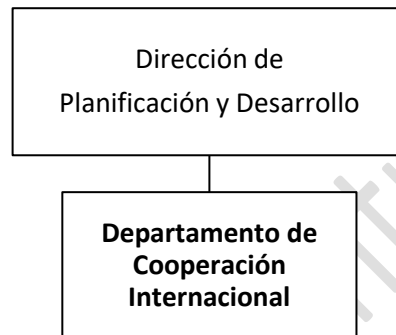 Dirección de
Planificación y Desarrollo
Departamento de
Cooperación
Internacional